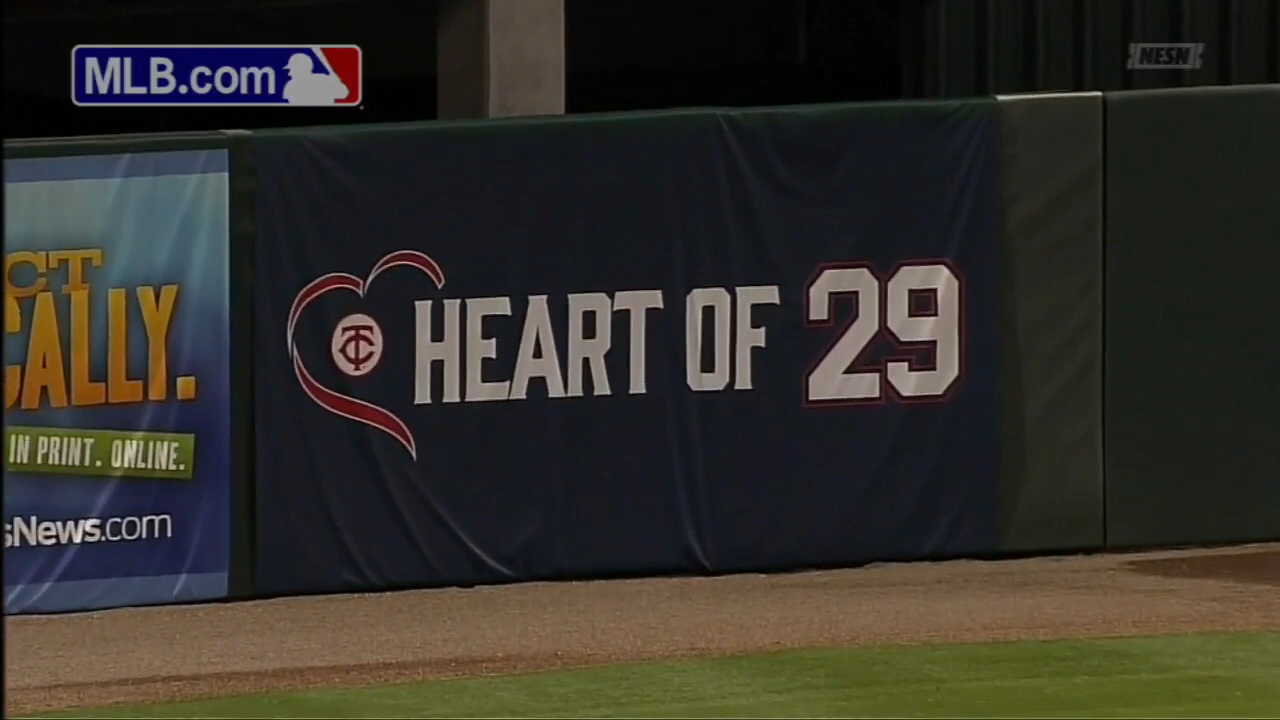 MLB.com
NESN
CT
CALLY.
IN PRINT. ONLINE.
sNews.com
TC HEART OF 29